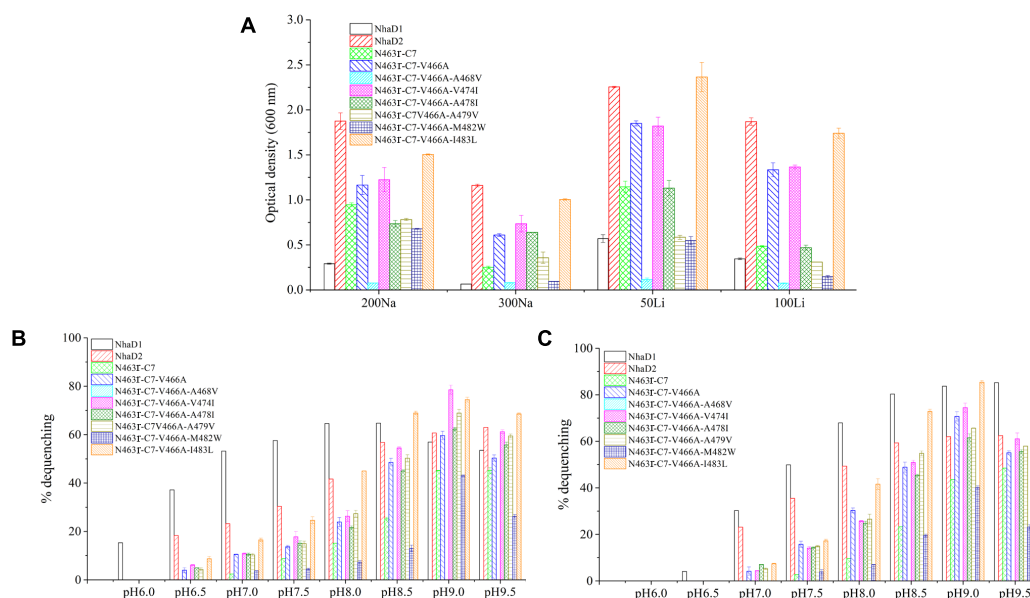 A
Optical density (600 nm)
3.0
2.5
2.0
1.5
1.0
0.5
0.0
NhaD1
NhaD2
N463r-C7
N463r-C7-V466A
N463r-C7-V466A-A468V
N463r-C7-V466A-V474I
N463r-C7-V466A-A478I
N463r-C7V466A-A479V
N463r-C7-V466A-M482W
N463r-C7-V466A-I483L
200Na 300Na 50Li 100Li
B
% dequenching
100
80
60
40
20
0
NhaD1
NhaD2
N463r-C7
N463r-C7-V466A
N463r-C7-V466A-A468V
N463r-C7-V466A-V474I
N463r-C7-V466A-A478I
N463r-C7V466A-A479V
N463r-C7-V466A-M482W
N463r-C7-V466A-I483L
pH6.0 pH6.5 pH7.0 pH7.5 pH8.0 pH8.5 pH9.0 pH9.5
C
% dequenching
100
80
60
40
20
0
NhaD1
NhaD2
N463r-C7
N463r-C7-V466A
N463r-C7-V466A-A468V
N463r-C7-V466A-V474I
N463r-C7-V466A-A478I
N463r-C7-V466A-A479V
N463r-C7-V466A-M482W
N463r-C7-V466A-I483L
pH6.0 pH6.5 pH7.0 pH7.5 pH8.0 pH8.5 pH9.0 pH9.5